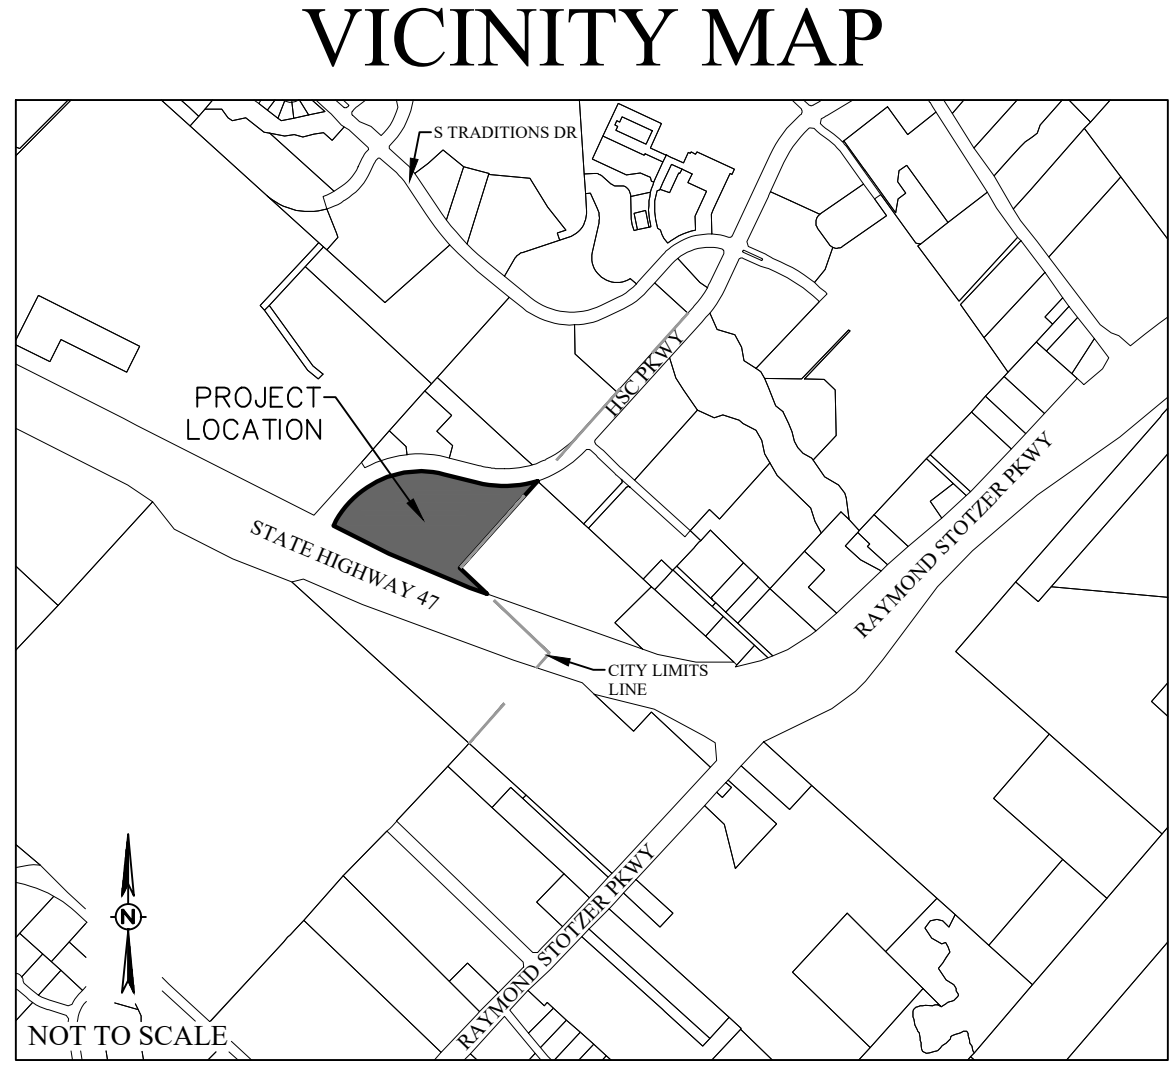 VICINITY MAP
S TRADITIONS DR
HSC PKWY
PROJECT
LOCATION
STATE HIGHWAY 47
RAYMOND STOTZER PKWY
CITY LIMITS
LINE
RAYMOND STOTZER PKWY
N
NOT TO SCALE